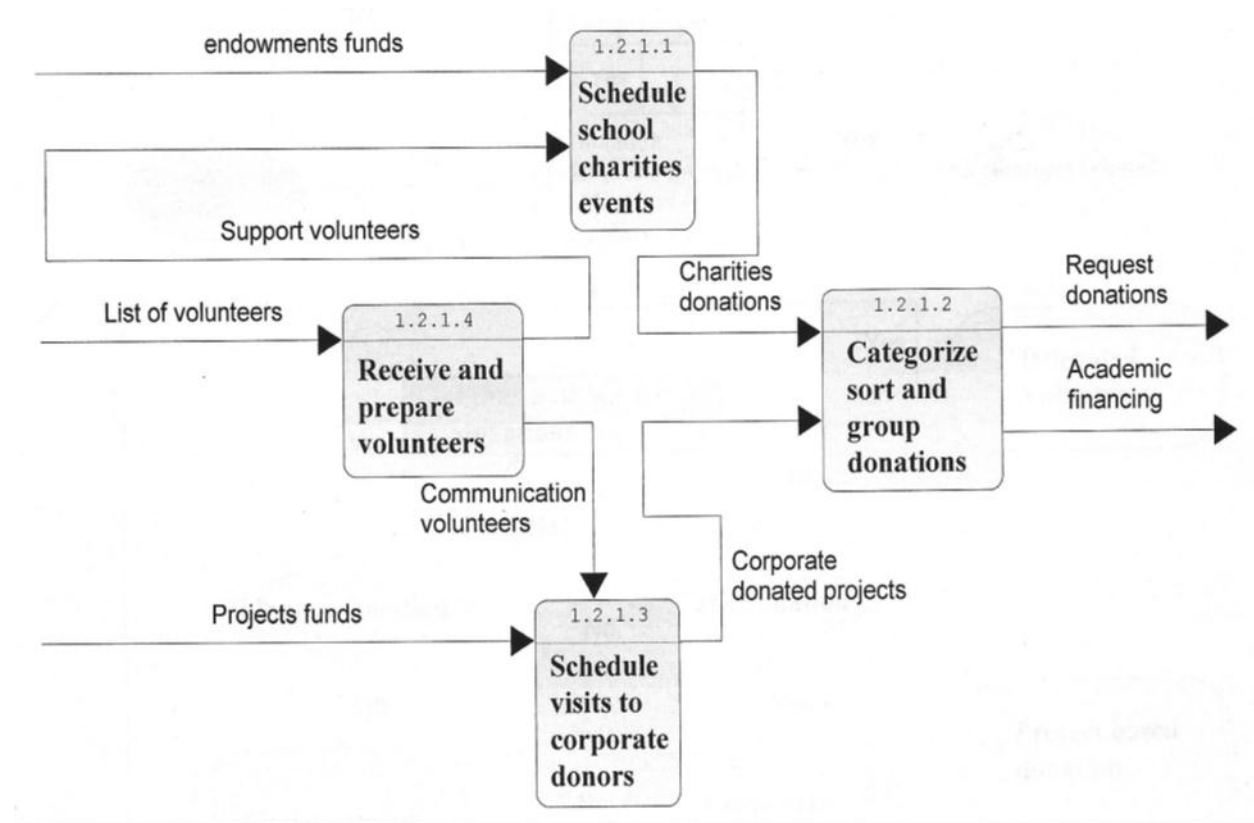 endowments funds
1.2.1.1
Schedule
school
charities
events
Support volunteers
Charities
donations
Request
donations
List of volunteers
1.2.1.4
Receive and
prepare
volunteers
1.2.1.2
Categorize
sort and
group
donations
Academic
financing
Communication
volunteers
Corporate
donated projects
Projects funds
1.2.1.3
Schedule
visits to
corporate
donors